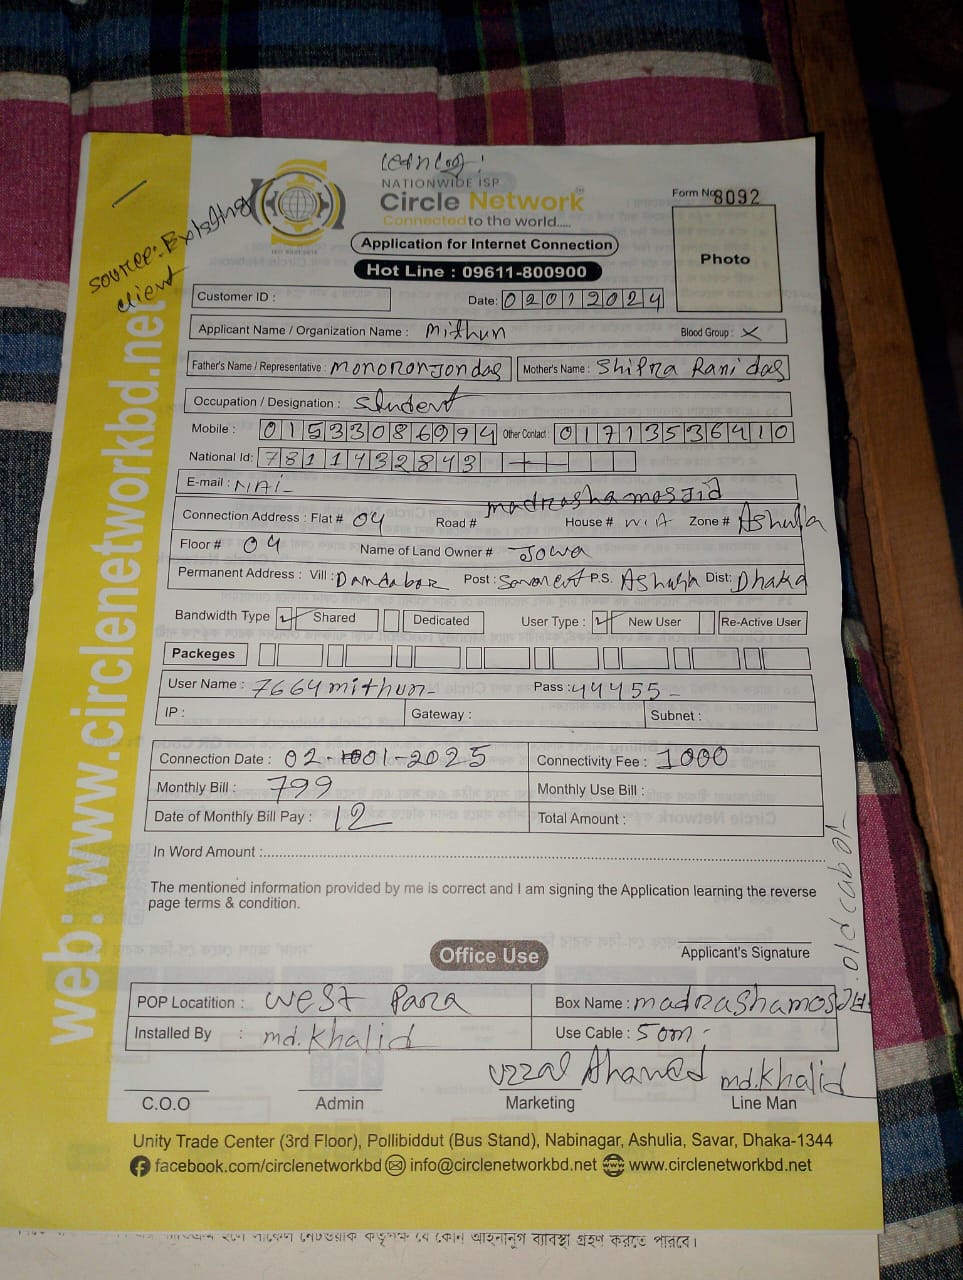 NATIONWIDE ISP
Circle Network
Connected to the world.....
Application for Internet Connection
Hot Line : 09611-800900
Form No 8092
Photo
source: Existing
client
web: www.circlenetworkbd.net
Customer ID :
Date: 02012024
Applicant Name / Organization Name : Mithun
Blood Group : X
Father's Name / Representative : Monoronjondas
Mother's Name : Shipra Rani das
Occupation / Designation : Student
Mobile : 01533086994
Other Contact : 01713536410
National Id: 7811432843
E-mail : NAI-
Connection Address : Flat# 04 Road # madrashamosjid House # N/A Zone # Ashulia
Floor # 04 Name of Land Owner # Jowa
Permanent Address : Vill : Dandabor Post : P.S. Ashulia Dist: Dhaka
Bandwidth Type Shared Dedicated User Type : New User Re-Active User
Packeges
User Name : 7664mithun- Pass : 44455-
IP : Gateway : Subnet :
Connection Date : 02-001-2025 Connectivity Fee : 1000
Monthly Bill : 799 Monthly Use Bill :
Date of Monthly Bill Pay : 12 Total Amount :
In Word Amount :
The mentioned information provided by me is correct and I am signing the Application learning the reverse
page terms & condition.
old cabol-
Applicant's Signature
Office Use
POP Locatition : West Para Box Name : madrashamosjid
Installed By : md.Khalid Use Cable : 50m-
Uzzal Ahamed md.Khalid
C.O.O Admin Marketing Line Man
Unity Trade Center (3rd Floor), Pollibiddut (Bus Stand), Nabinagar, Ashulia, Savar, Dhaka-1344
facebook.com/circlenetworkbd info@circlenetworkbd.net www.circlenetworkbd.net
যে কোন আইনানুগ ব্যবস্থা গ্রহণ করতে পারবে।